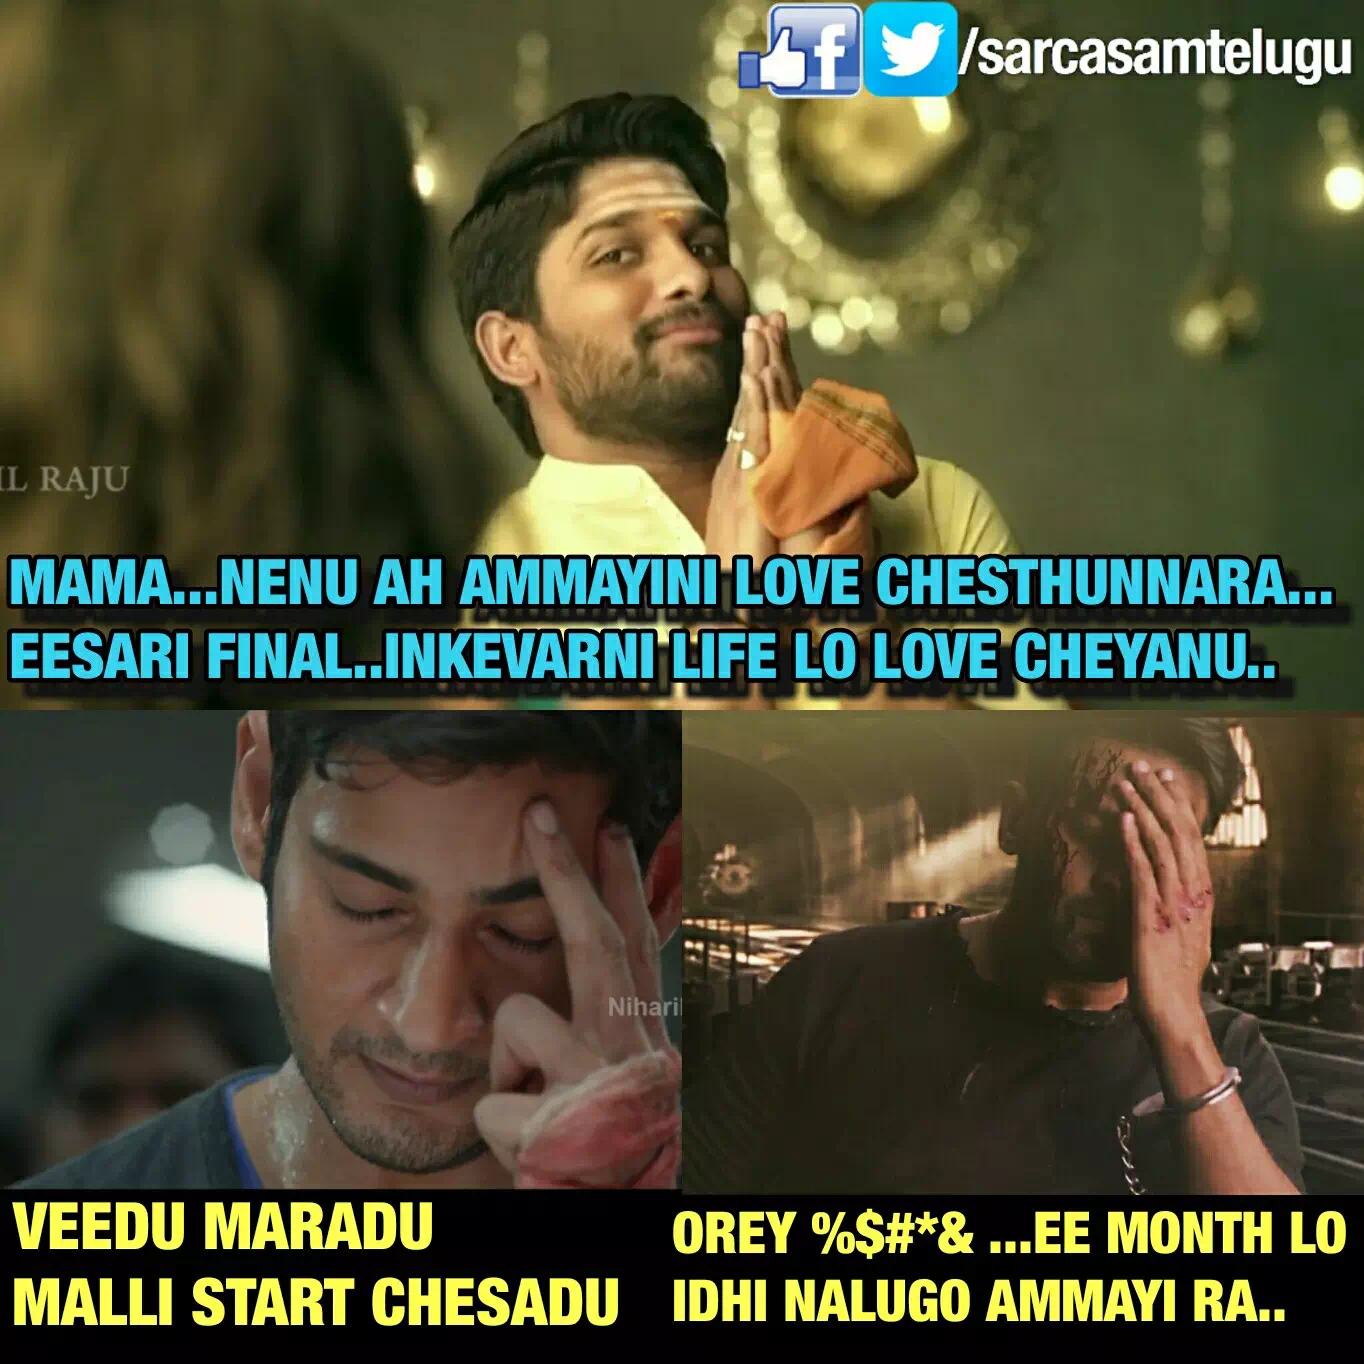 /sarcasamtelugu
IL RAJU
MAMA...NENU AH AMMAYINI LOVE CHESTHUNNARA...
EESARI FINAL..INKEVARNI LIFE LO LOVE CHEYANU..
Nihari
VEEDU MARADU
MALLI START CHESADU
OREY %$#*& ...EE MONTH LO
IDHI NALUGO AMMAYI RA..